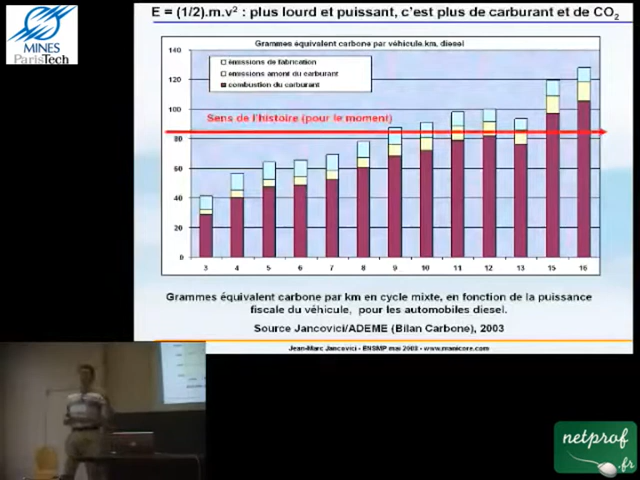 MINES
ParisTech
E = (1/2).m.v² : plus lourd et puissant, c'est plus de carburant et de CO₂
Grammes équivalent carbone par véhicule.km, diesel
140
120
100
80
60
40
20
0
émissions de fabrication
émissions amont du carburant
combustion du carburant
Sens de l'histoire (pour le moment)
3 4 5 6 7 8 9 10 11 12 13 15 16
Grammes équivalent carbone par km en cycle mixte, en fonction de la puissance
fiscale du véhicule, pour les automobiles diesel.
Source Jancovici/ADEME (Bilan Carbone), 2003
Jean-Marc Jancovici - ENSMP mai 2003 - www.manicore.com
netprof
.fr